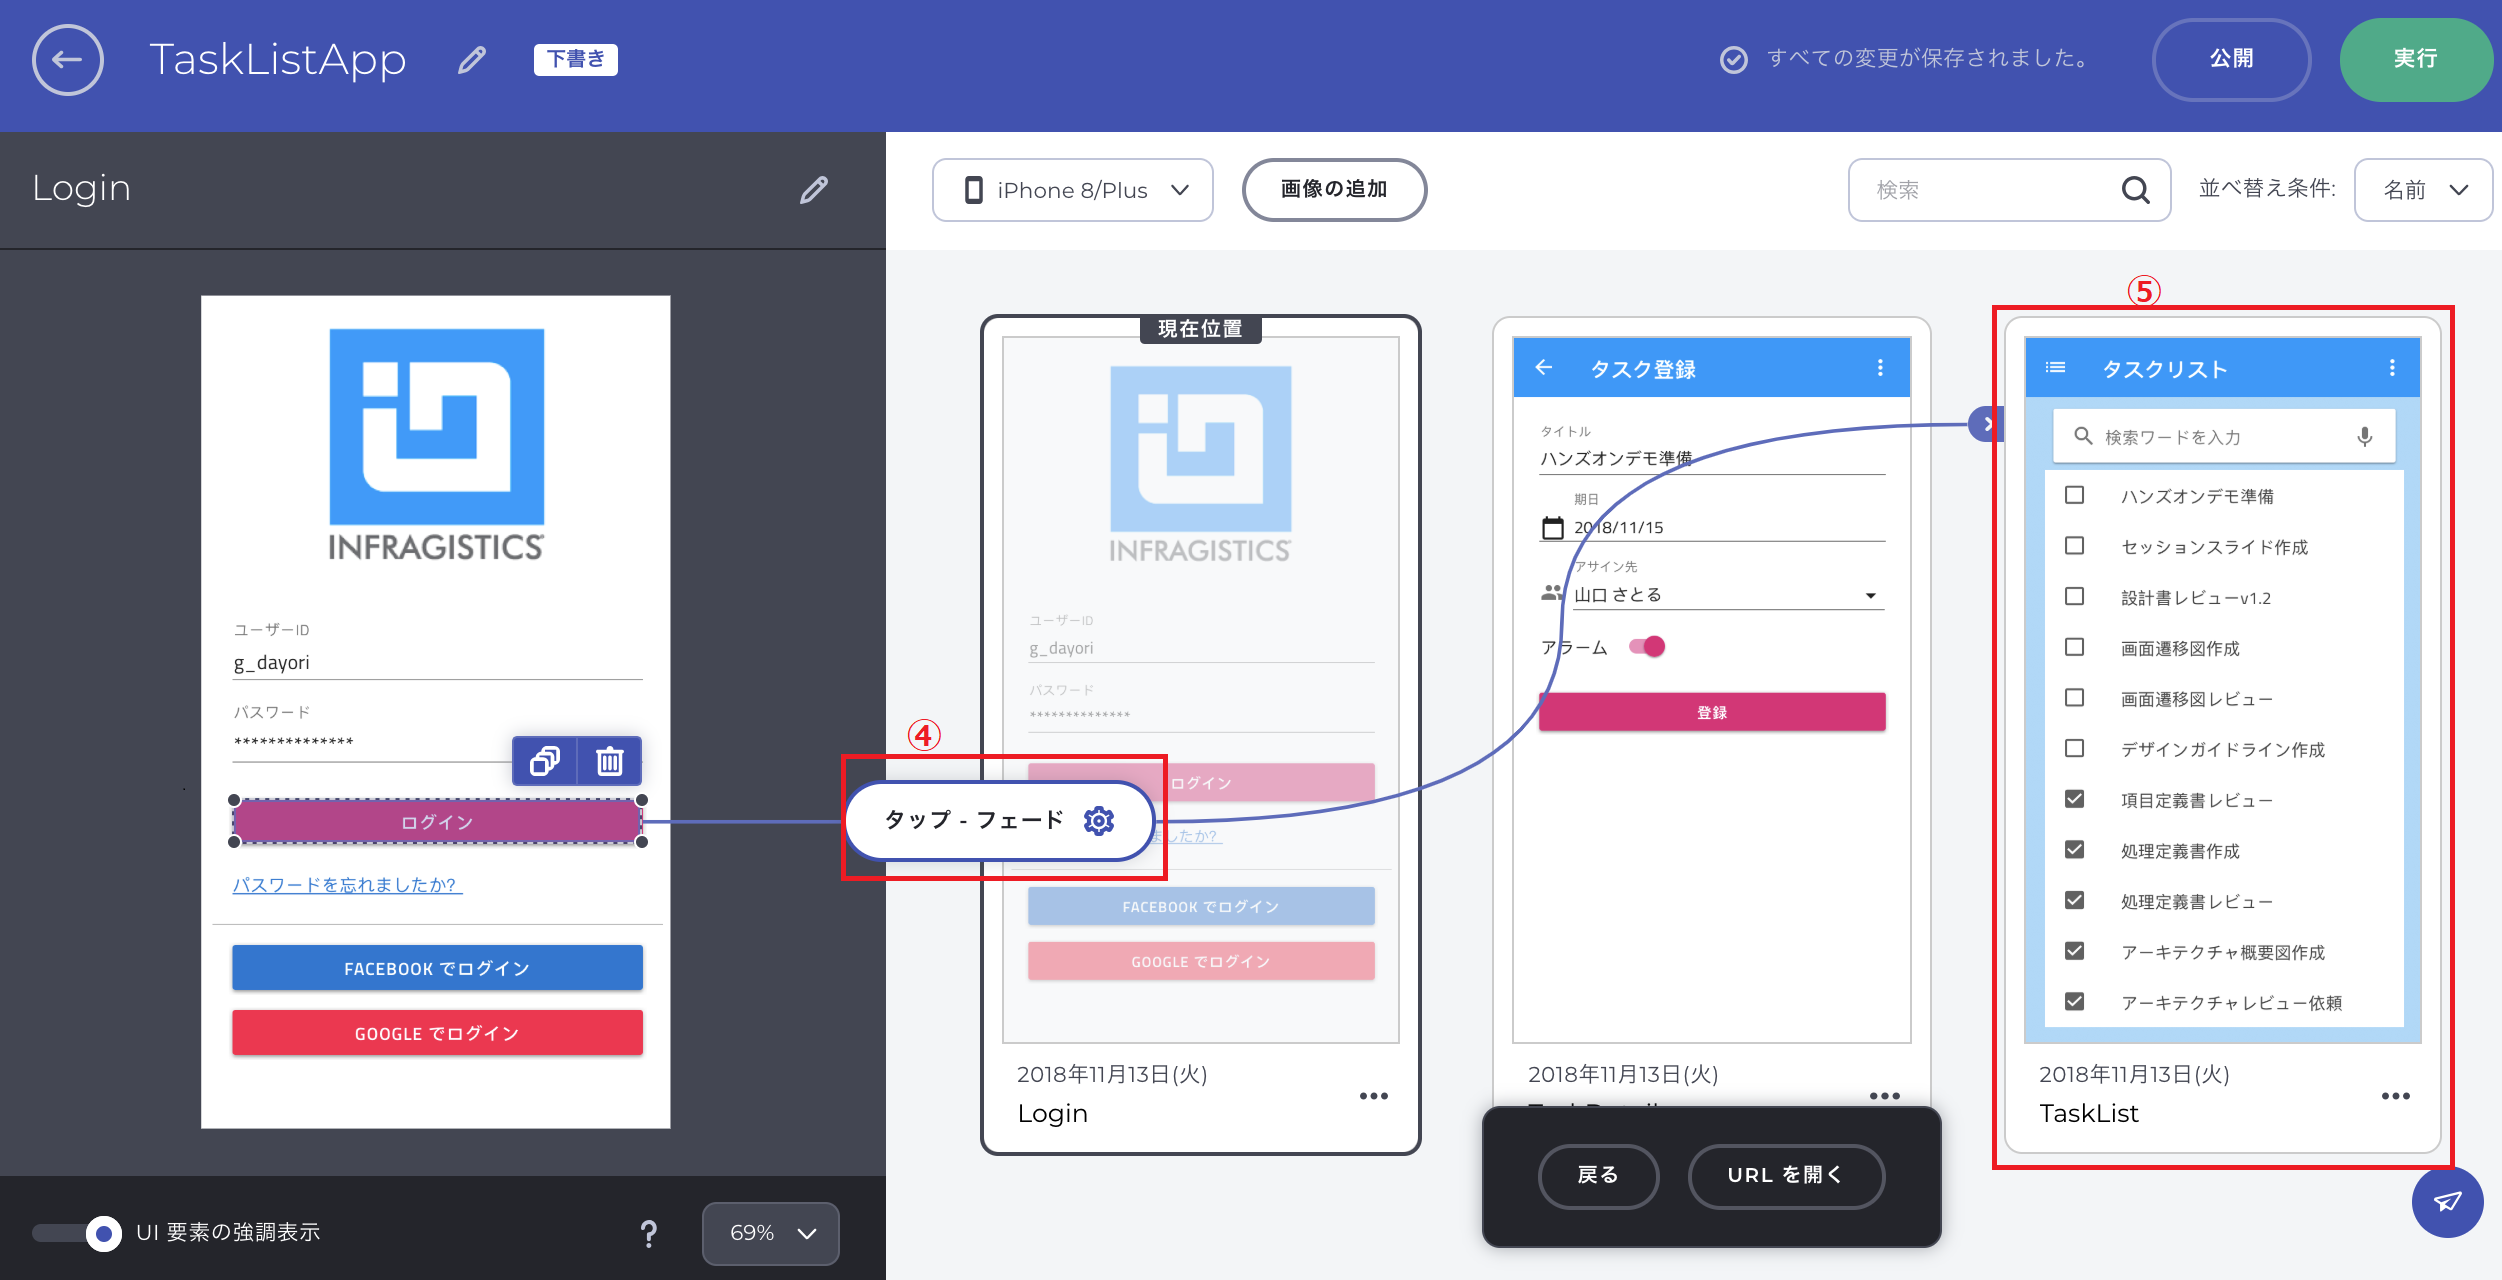 TaskListApp
下書き
すべての変更が保存されました。
公開
実行
Login
iPhone 8/Plus
画像の追加
検索
並べ替え条件:
名前
INFRAGISTICS
ユーザーID
g_dayori
パスワード
**************
ログイン
パスワードを忘れましたか?
FACEBOOK でログイン
GOOGLE でログイン
UI 要素の強調表示
?
69%
④
タップ - フェード
現在位置
INFRAGISTICS
ユーザーID
g_dayori
パスワード
**************
ログイン
ましたか?
FACEBOOK でログイン
GOOGLE でログイン
2018年11月13日(火)
Login
タスク登録
タイトル
ハンズオンデモ準備
期日
2018/11/15
アサイン先
山口 さとる
アラーム
登録
2018年11月13日(火)
戻る
URL を開く
⑤
タスクリスト
検索ワードを入力
ハンズオンデモ準備
セッションスライド作成
設計書レビューv1.2
画面遷移図作成
画面遷移図レビュー
デザインガイドライン作成
項目定義書レビュー
処理定義書作成
処理定義書レビュー
アーキテクチャ概要図作成
アーキテクチャレビュー依頼
2018年11月13日(火)
TaskList